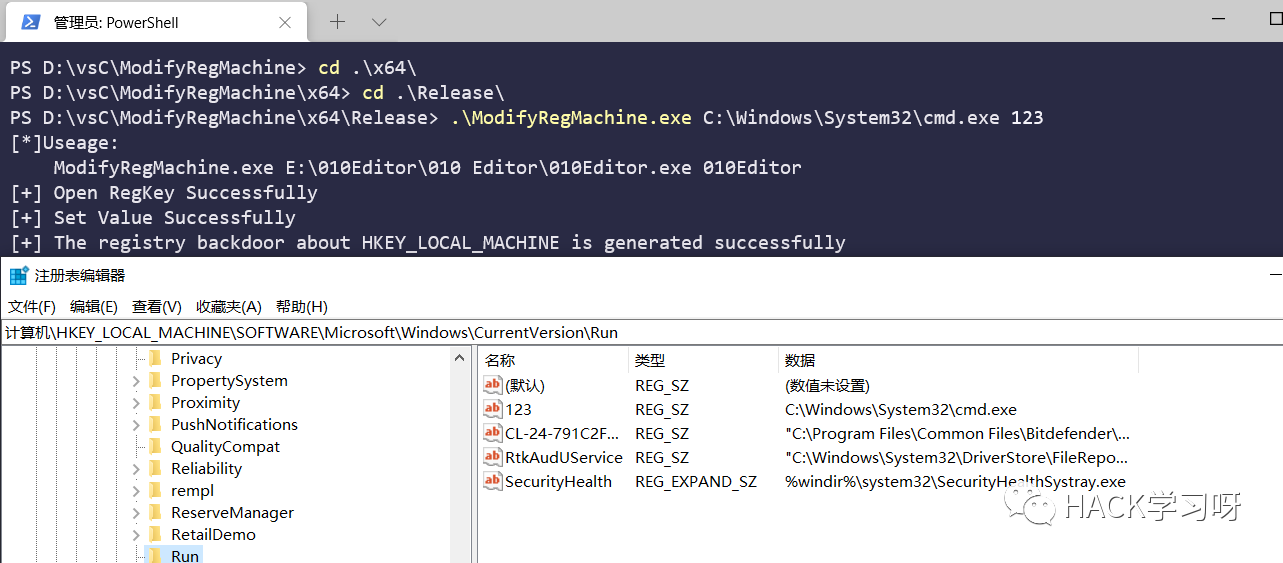 管理员: PowerShell
PS D:\vsC\ModifyRegMachine> cd .\x64\
PS D:\vsC\ModifyRegMachine\x64> cd .\Release\
PS D:\vsC\ModifyRegMachine\x64\Release> .\ModifyRegMachine.exe C:\Windows\System32\cmd.exe 123
[*]Useage:
ModifyRegMachine.exe E:\010Editor\010 Editor\010Editor.exe 010Editor
[+] Open RegKey Successfully
[+] Set Value Successfully
[+] The registry backdoor about HKEY_LOCAL_MACHINE is generated successfully
注册表编辑器
文件(F) 编辑(E) 查看(V) 收藏夹(A) 帮助(H)
计算机\HKEY_LOCAL_MACHINE\SOFTWARE\Microsoft\Windows\CurrentVersion\Run
Privacy
PropertySystem
Proximity
PushNotifications
QualityCompat
Reliability
rempl
ReserveManager
RetailDemo
Run
名称 类型 数据
(默认) REG_SZ (数值未设置)
123 REG_SZ C:\Windows\System32\cmd.exe
CL-24-791C2F... REG_SZ "C:\Program Files\Common Files\Bitdefender\...
RtkAudUService REG_SZ "C:\Windows\System32\DriverStore\FileRepo...
SecurityHealth REG_EXPAND_SZ %windir%\system32\SecurityHealthSystray.exe
HACK学习呀